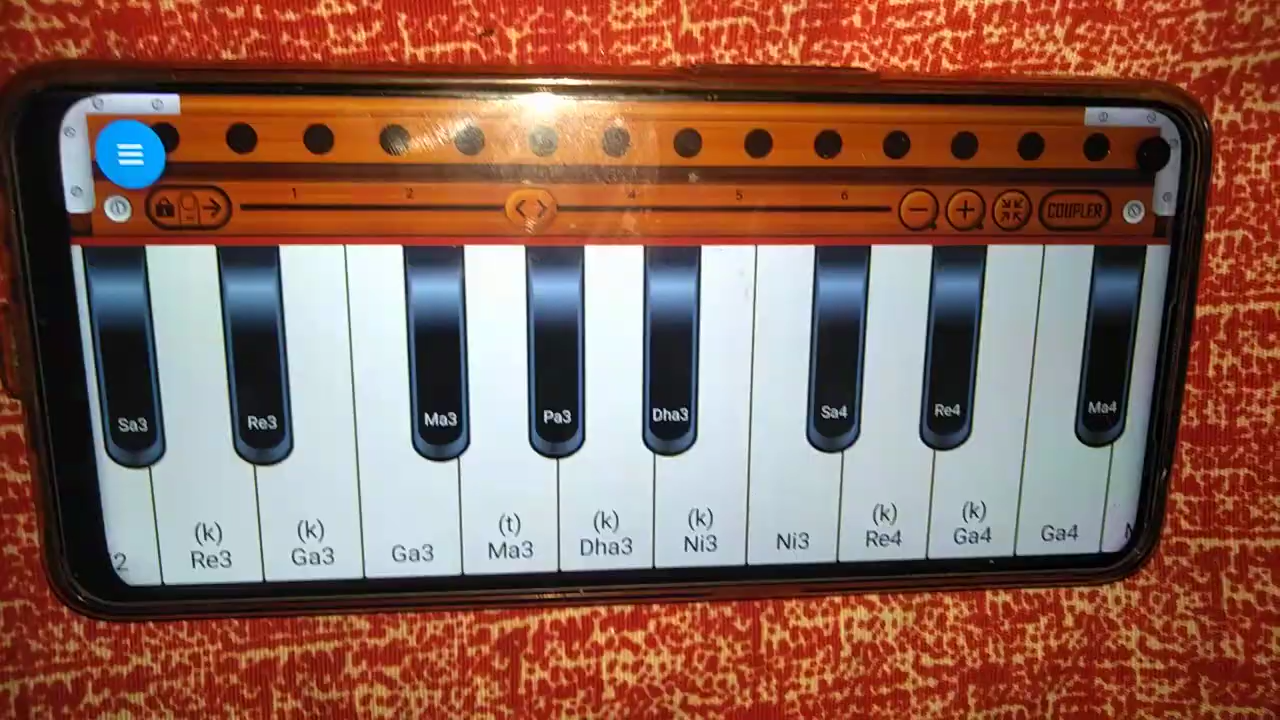 1 2 4 5 6
COUPLER
Sa3 Re3 Ma3 Pa3 Dha3 Sa4 Re4 Ma4
(k) (k) (t) (k) (k) (k) (k)
2 Re3 Ga3 Ga3 Ma3 Dha3 Ni3 Ni3 Re4 Ga4 Ga4